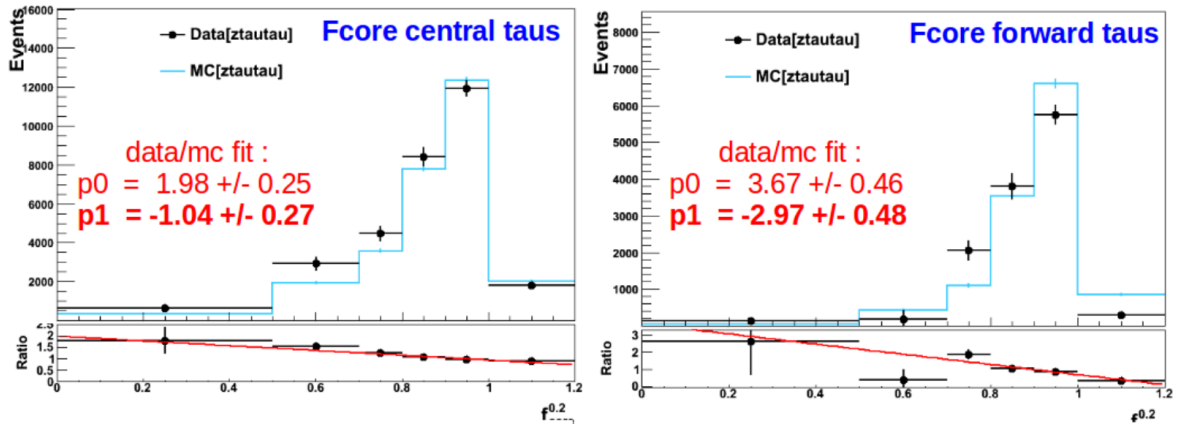 Fcore central taus
Events
16000
14000
12000
10000
8000
6000
4000
2000
Data[ztautau]
MC[ztautau]
data/mc fit :
p0 = 1.98 +/- 0.25
p1 = -1.04 +/- 0.27
Ratio
2.5
2
1.5
1
0.5
0
0 0.2 0.4 0.6 0.8 1 1.2
f^0.2
Fcore forward taus
Events
8000
7000
6000
5000
4000
3000
2000
1000
Data[ztautau]
MC[ztautau]
data/mc fit :
p0 = 3.67 +/- 0.46
p1 = -2.97 +/- 0.48
Ratio
3
2
1
0
0 0.2 0.4 0.6 0.8 1 1.2
f^0.2